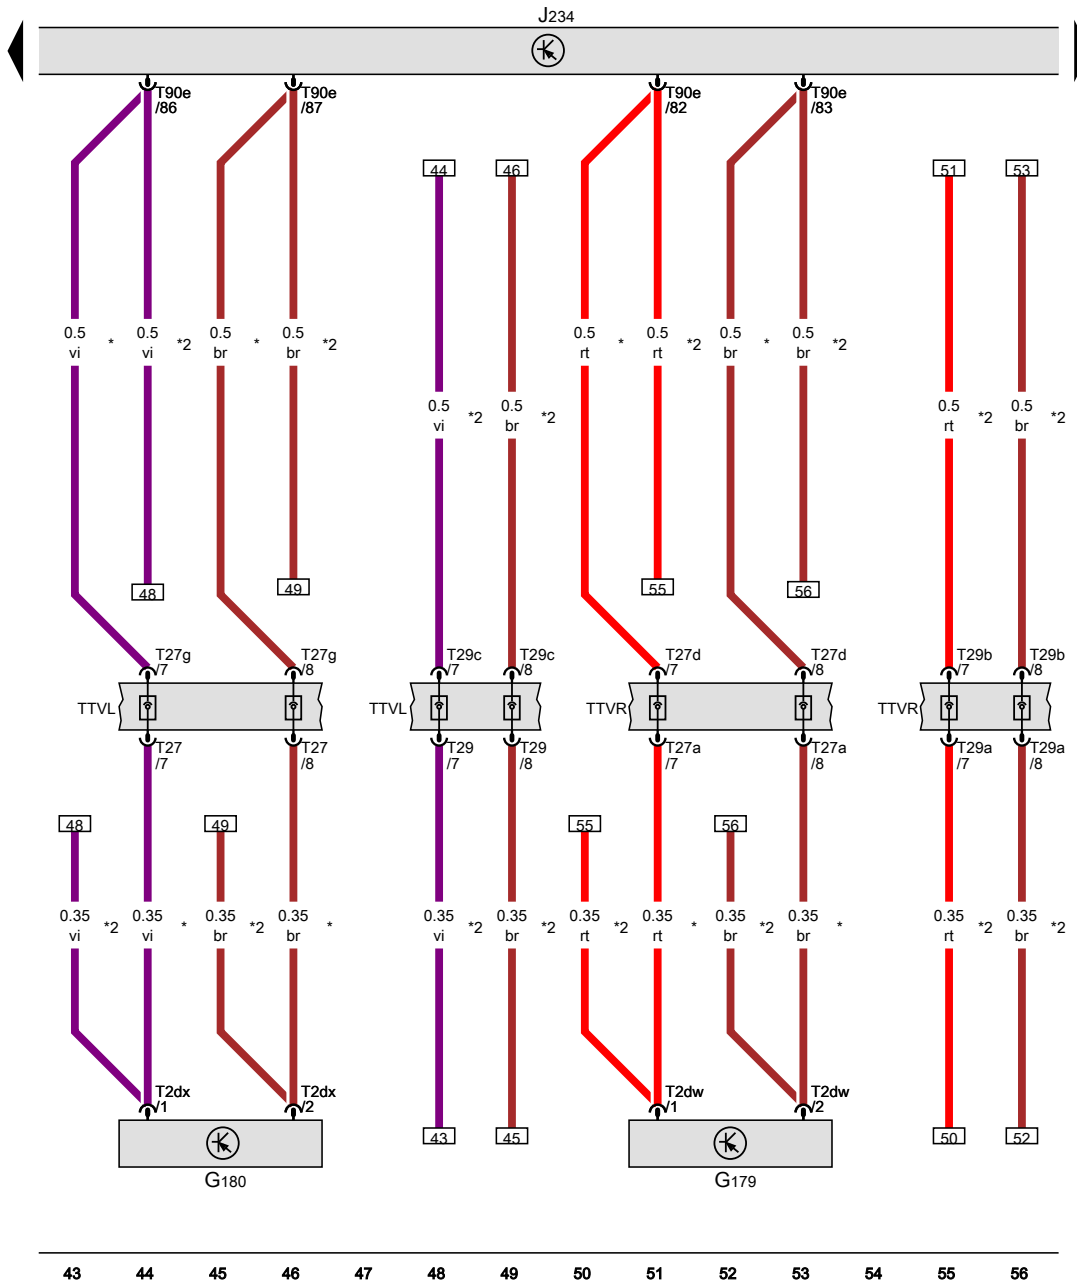 J234
T90e T90e T90e T90e
/86 /87 /82 /83
44 46 51 53
0.5 0.5 0.5 0.5 0.5 0.5 0.5 0.5
vi * vi *2 br * br *2 rt * rt *2 br * br *2
0.5 0.5 0.5 0.5
vi *2 br *2 rt *2 br *2
48 49 55 56
T27g T27g T29c T29c T27d T27d T29b T29b
/7 /8 /7 /8 /7 /8 /7 /8
TTVL TTVL TTVR TTVR
T27 T27 T29 T29 T27a T27a T29a T29a
/7 /8 /7 /8 /7 /8 /7 /8
48 49 55 56
0.35 0.35 0.35 0.35 0.35 0.35 0.35 0.35 0.35 0.35 0.35 0.35
vi *2 vi * br *2 br * vi *2 br *2 rt *2 rt * br *2 br * rt *2 br *2
T2dx T2dx T2dw T2dw
/1 /2 /1 /2
43 45 50 52
G180 G179
43 44 45 46 47 48 49 50 51 52 53 54 55 56